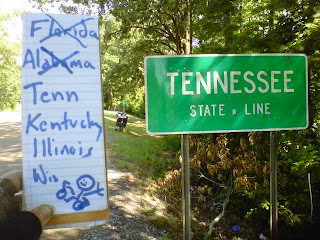 Florida
Alabama
Tenn
Kentucky
Illinois
Wis
TENNESSEE
STATE LINE